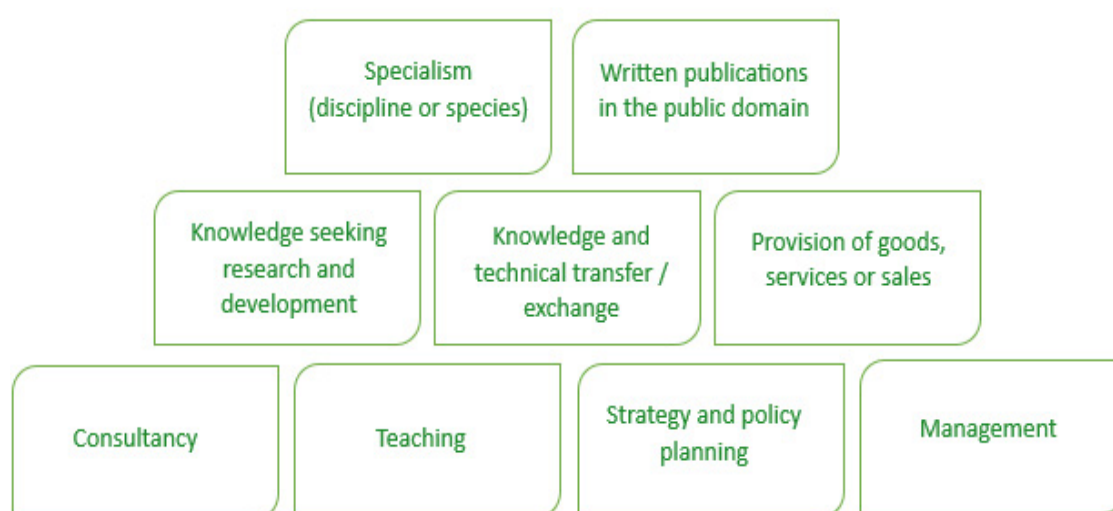 Specialism
(discipline or species)
Written publications
in the public domain
Knowledge seeking
research and
development
Knowledge and
technical transfer /
exchange
Provision of goods,
services or sales
Consultancy
Teaching
Strategy and policy
planning
Management